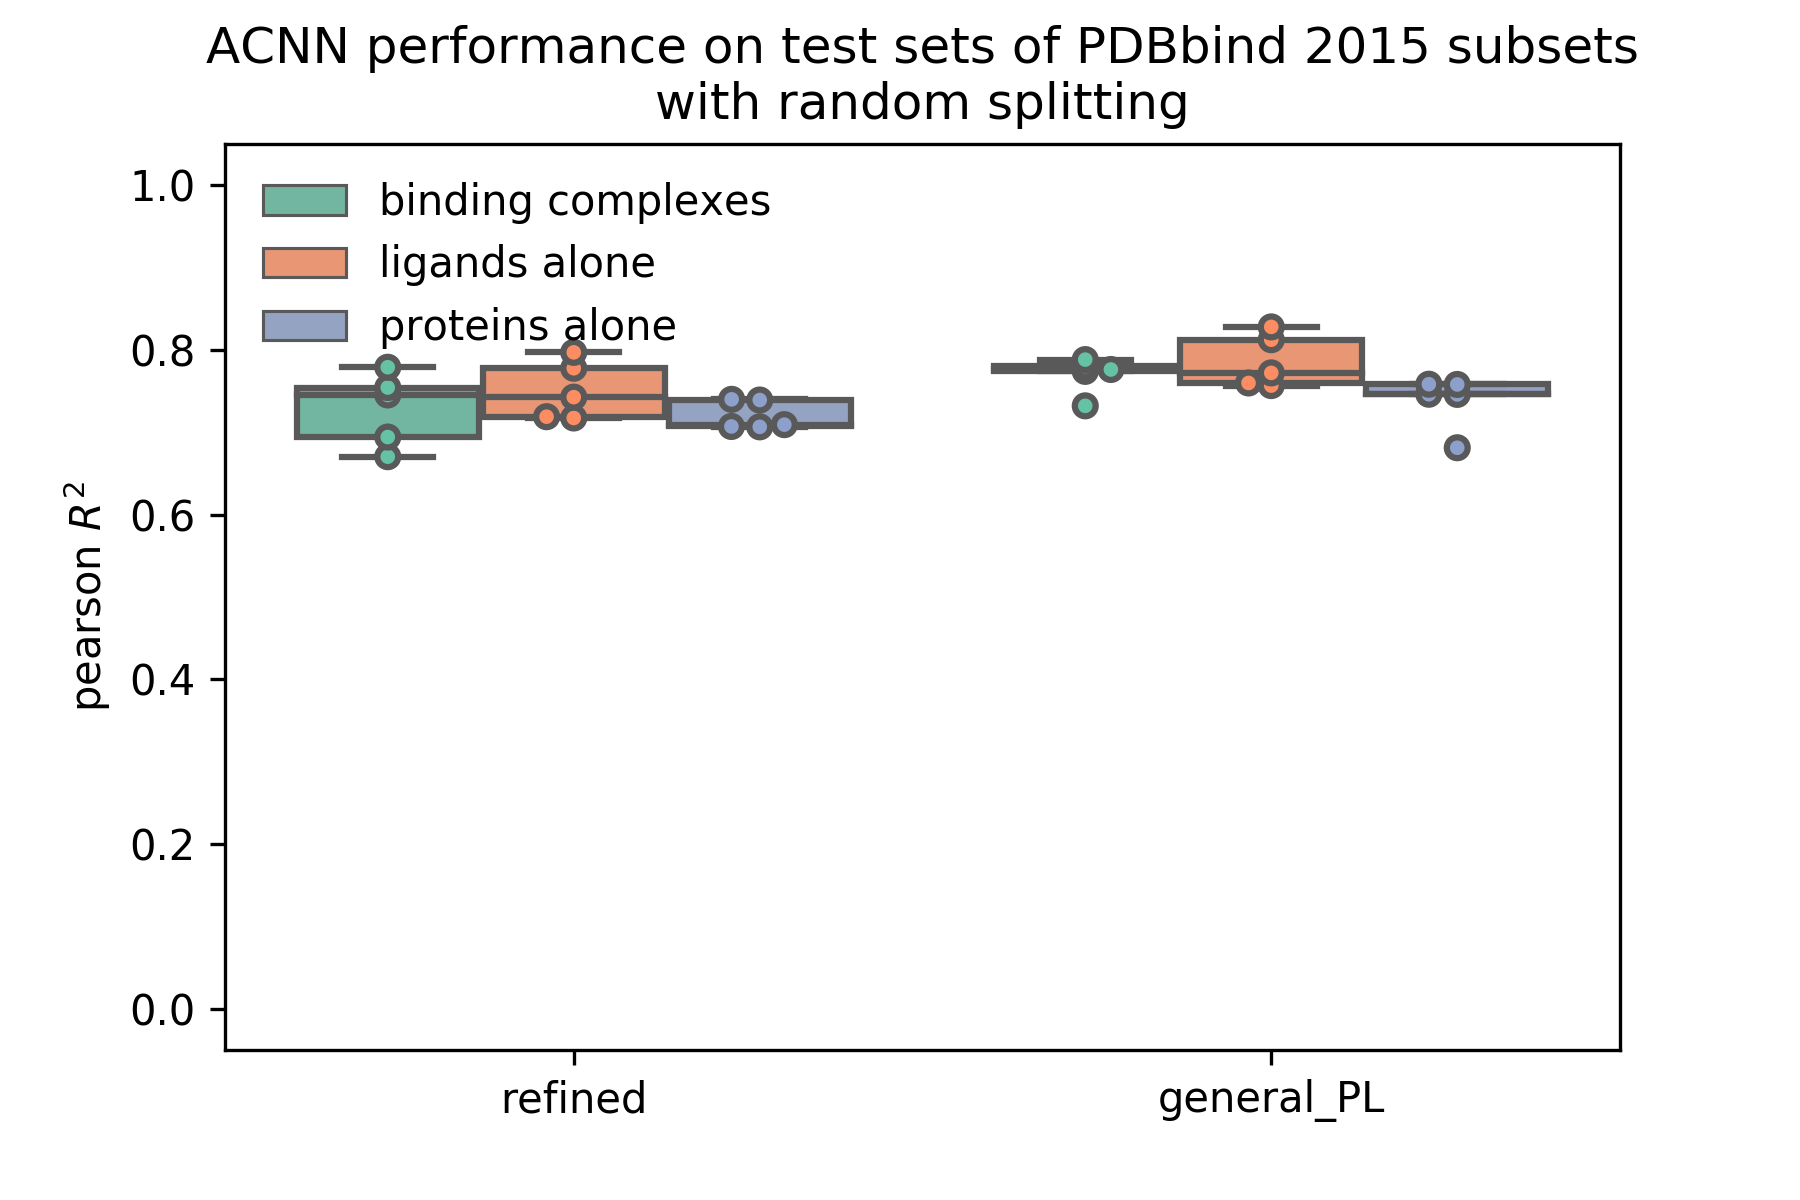 ACNN performance on test sets of PDBbind 2015 subsets
with random splitting
binding complexes
ligands alone
proteins alone
pearson R²
1.0
0.8
0.6
0.4
0.2
0.0
refined
general_PL